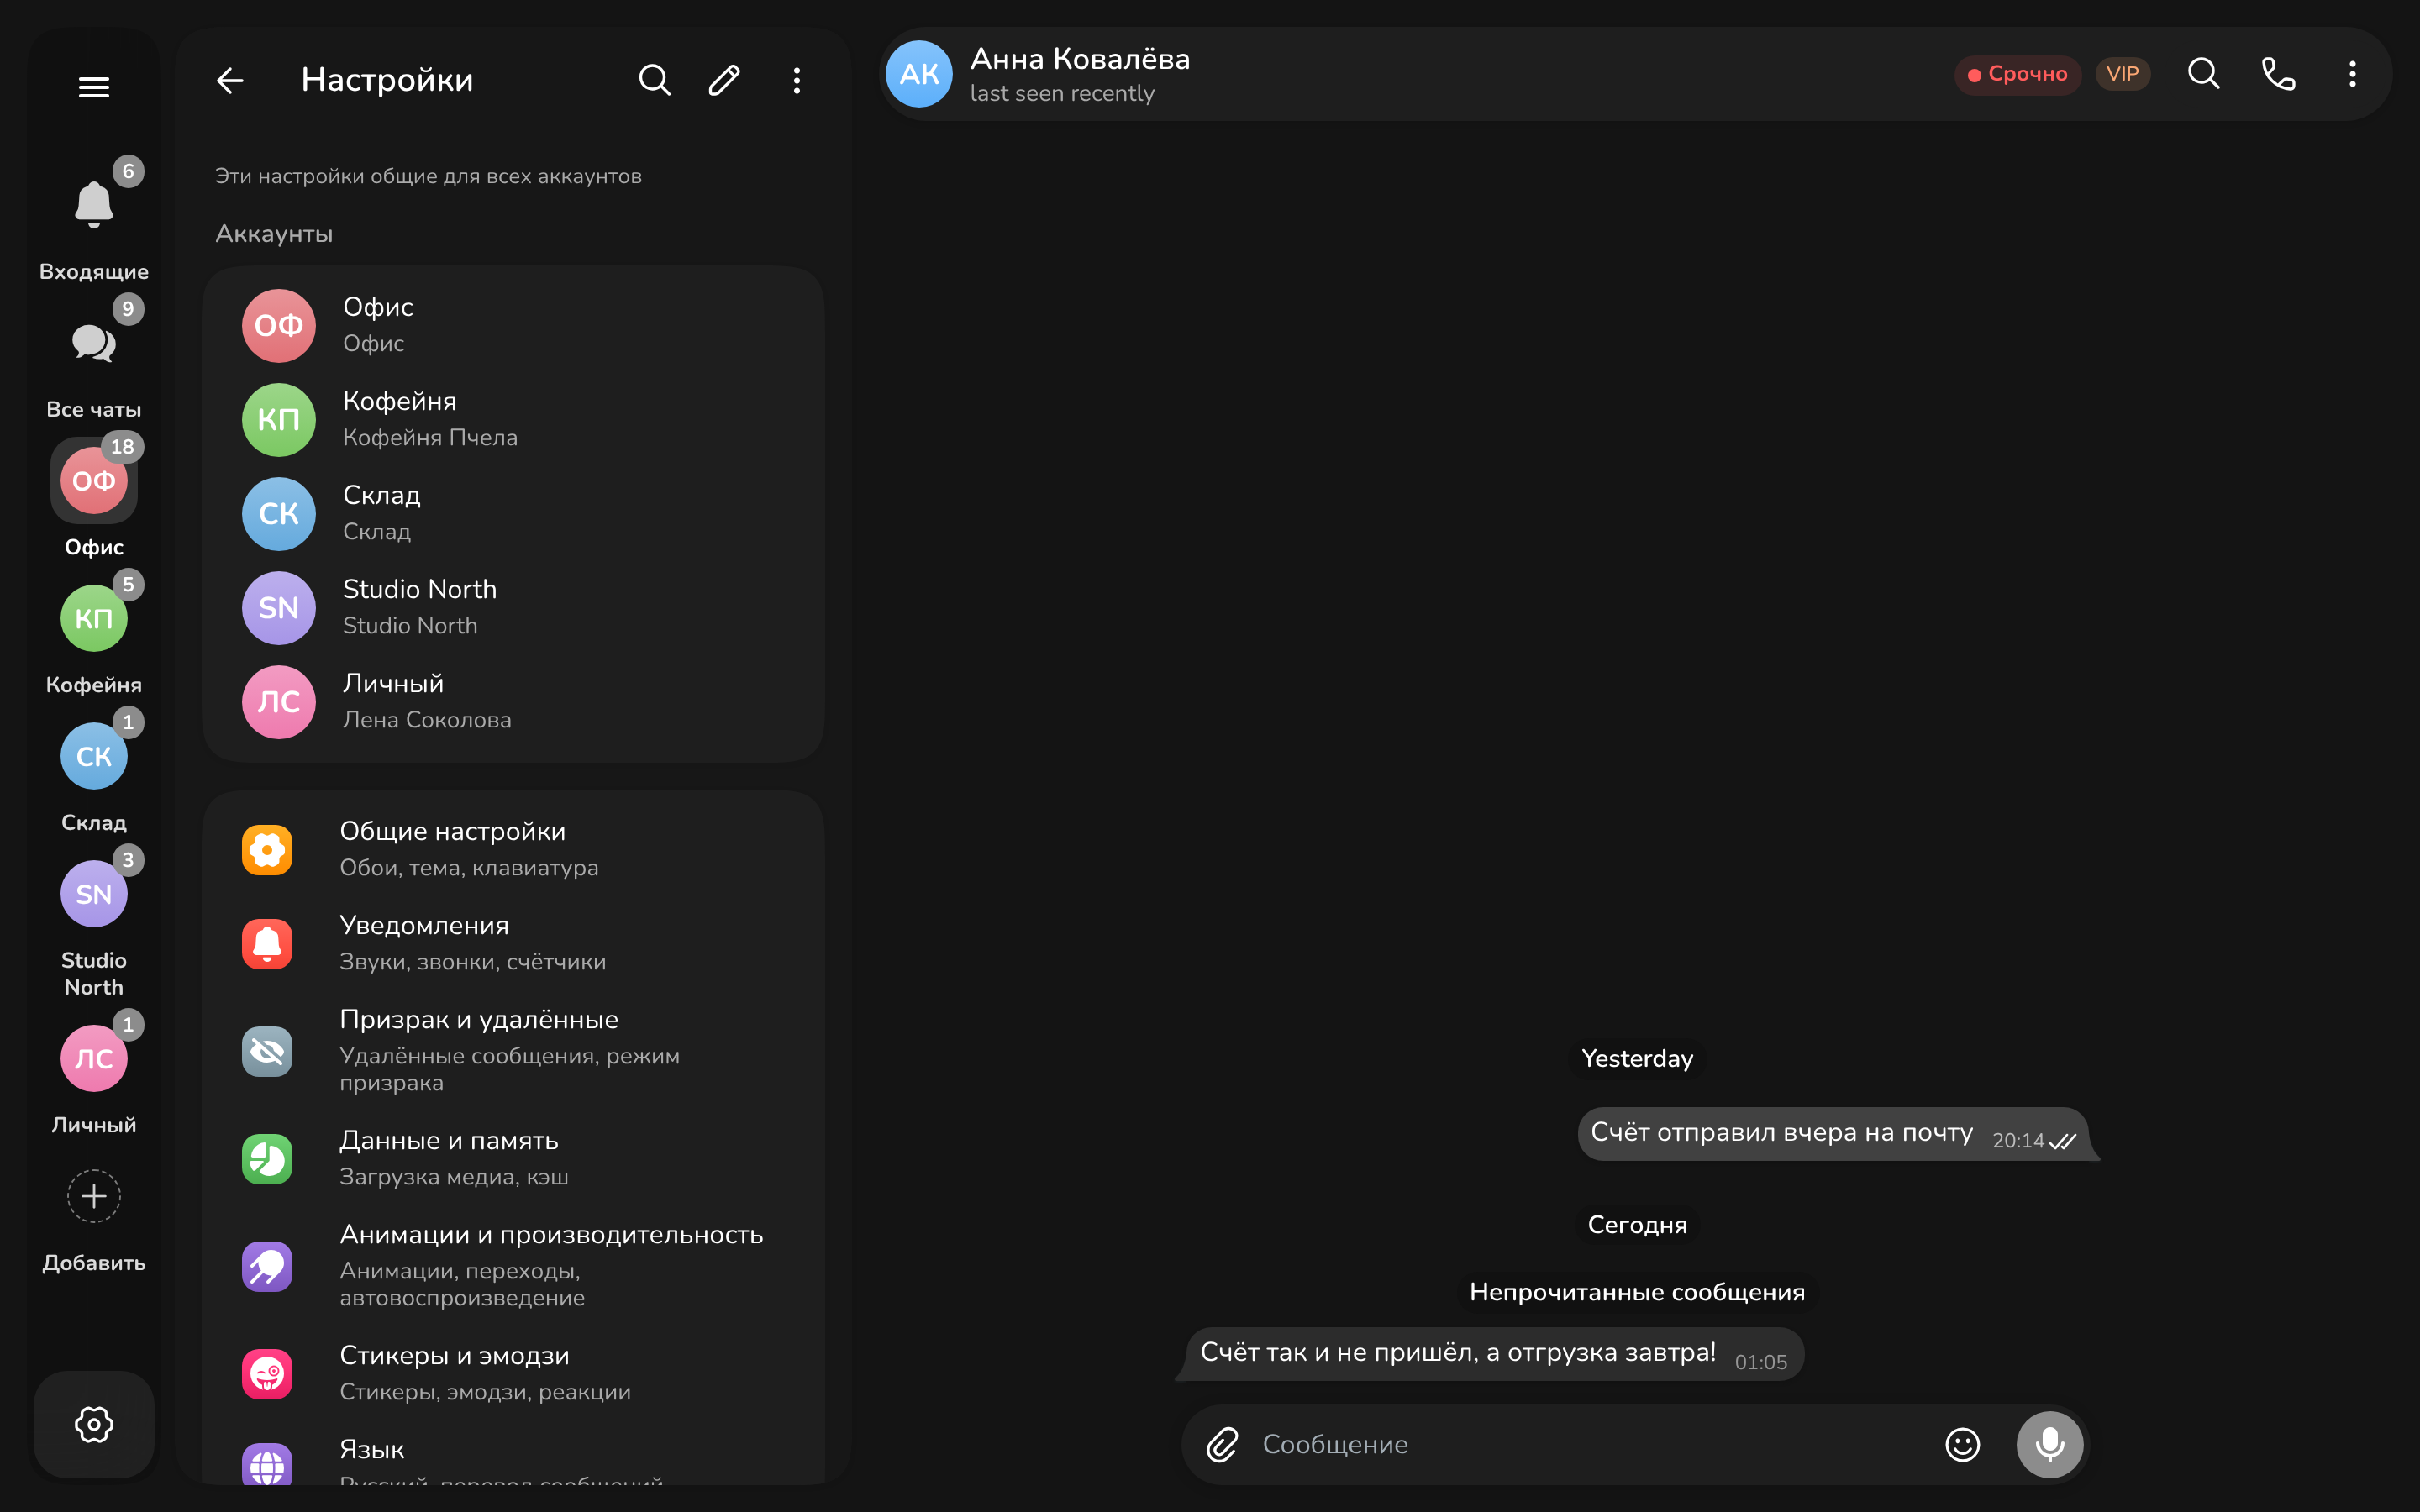 6
Входящие
9
Все чаты
18
ОФ
Офис
5
КП
Кофейня
1
СК
Склад
3
SN
Studio
North
1
ЛС
Личный
Добавить
Настройки
Эти настройки общие для всех аккаунтов
Аккаунты
ОФ
Офис
Офис
КП
Кофейня
Кофейня Пчела
СК
Склад
Склад
SN
Studio North
Studio North
ЛС
Личный
Лена Соколова
Общие настройки
Обои, тема, клавиатура
Уведомления
Звуки, звонки, счётчики
Призрак и удалённые
Удалённые сообщения, режим
призрака
Данные и память
Загрузка медиа, кэш
Анимации и производительность
Анимации, переходы,
автовоспроизведение
Стикеры и эмодзи
Стикеры, эмодзи, реакции
Язык
Русский, перевод сообщений
АК
Анна Ковалёва
last seen recently
Срочно
VIP
Yesterday
Счёт отправил вчера на почту 20:14
Сегодня
Непрочитанные сообщения
Счёт так и не пришёл, а отгрузка завтра! 01:05
Сообщение